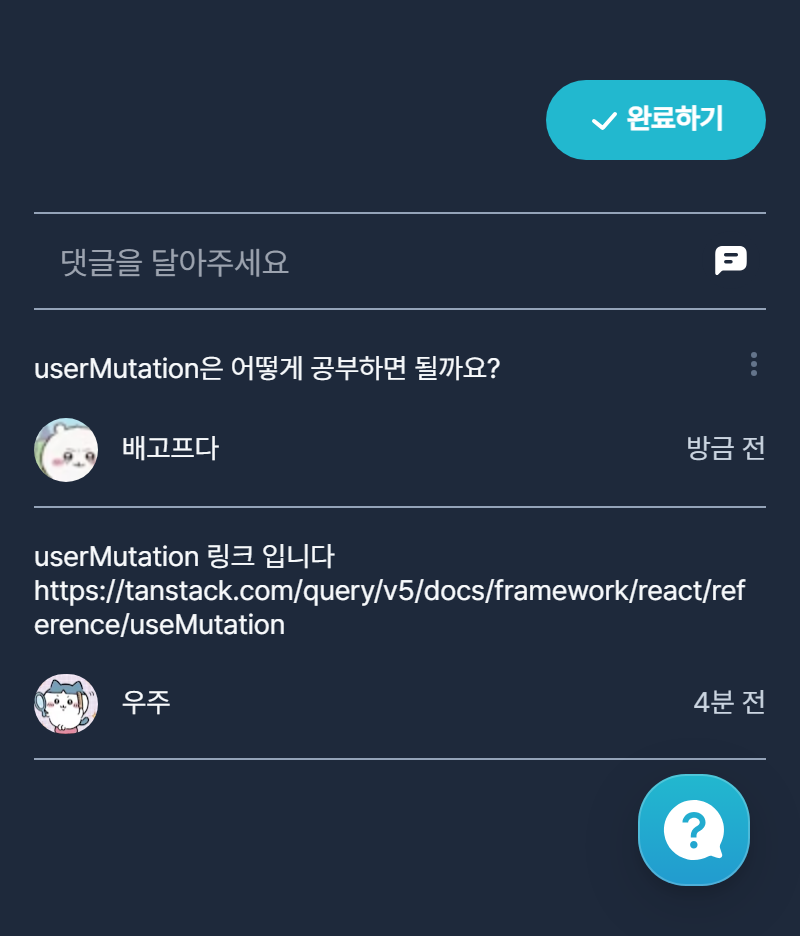 완료하기
댓글을 달아주세요
userMutation은 어떻게 공부하면 될까요?
배고프다
방금 전
userMutation 링크 입니다
https://tanstack.com/query/v5/docs/framework/react/ref
erence/useMutation
우주
4분 전
?